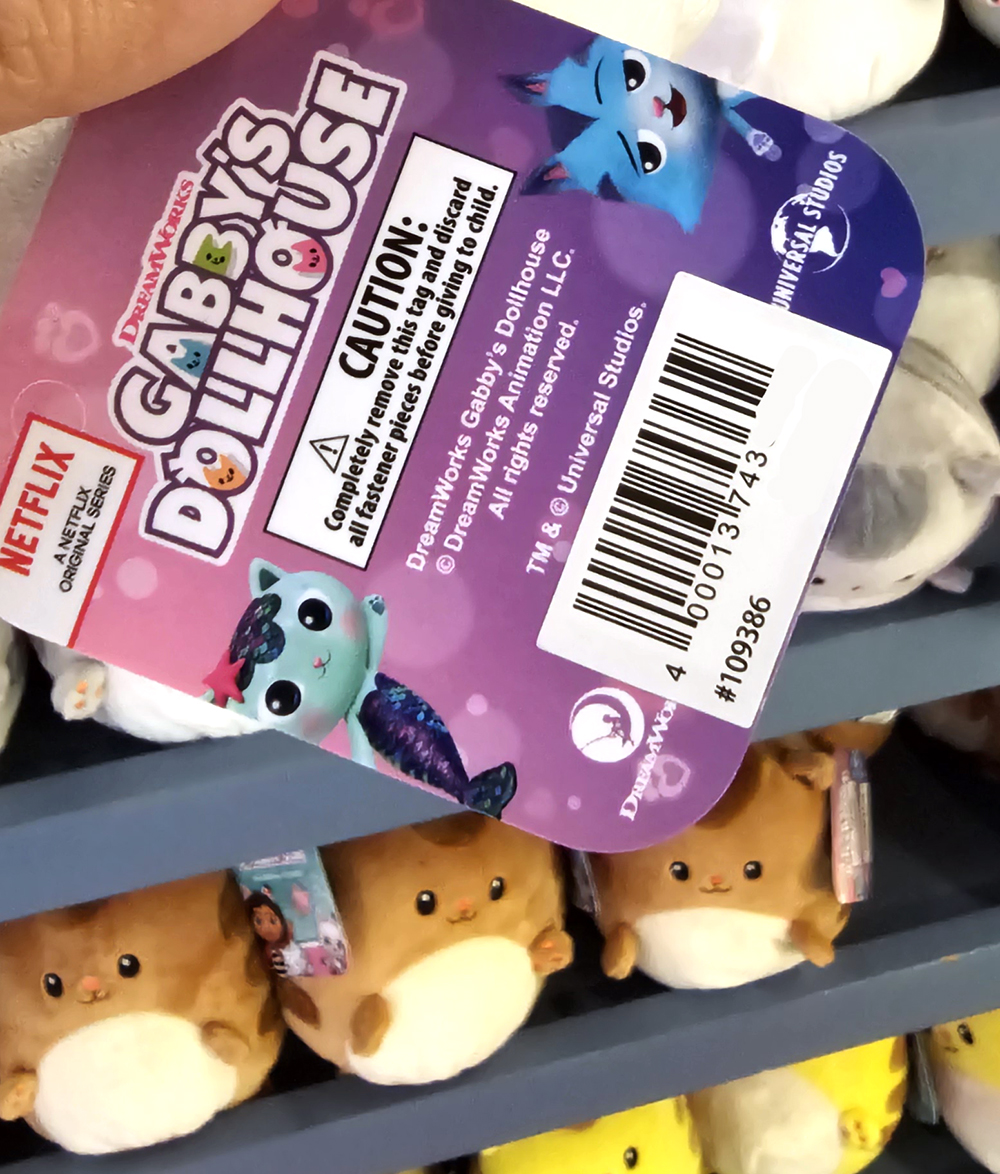 NETFLIX
A NETFLIX
ORIGINAL SERIES
DREAMWORKS
GABBY'S
DOLLHOUSE
CAUTION:
Completely remove this tag and discard
all fastener pieces before giving to child.
DreamWorks Gabby's Dollhouse
© DreamWorks Animation LLC.
All rights reserved.
TM & © Universal Studios.
UNIVERSAL STUDIOS
4 000013 743
#109386
DREAMWO